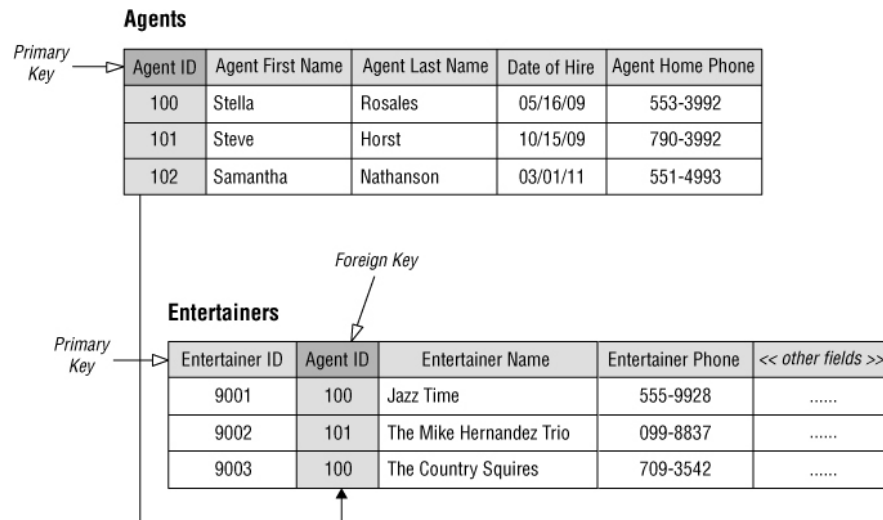 Agents
Primary Key
Agent ID Agent First Name Agent Last Name Date of Hire Agent Home Phone
100 Stella Rosales 05/16/09 553-3992
101 Steve Horst 10/15/09 790-3992
102 Samantha Nathanson 03/01/11 551-4993
Foreign Key
Entertainers
Primary Key
Entertainer ID Agent ID Entertainer Name Entertainer Phone << other fields >>
9001 100 Jazz Time 555-9928 ......
9002 101 The Mike Hernandez Trio 099-8837 ......
9003 100 The Country Squires 709-3542 ......